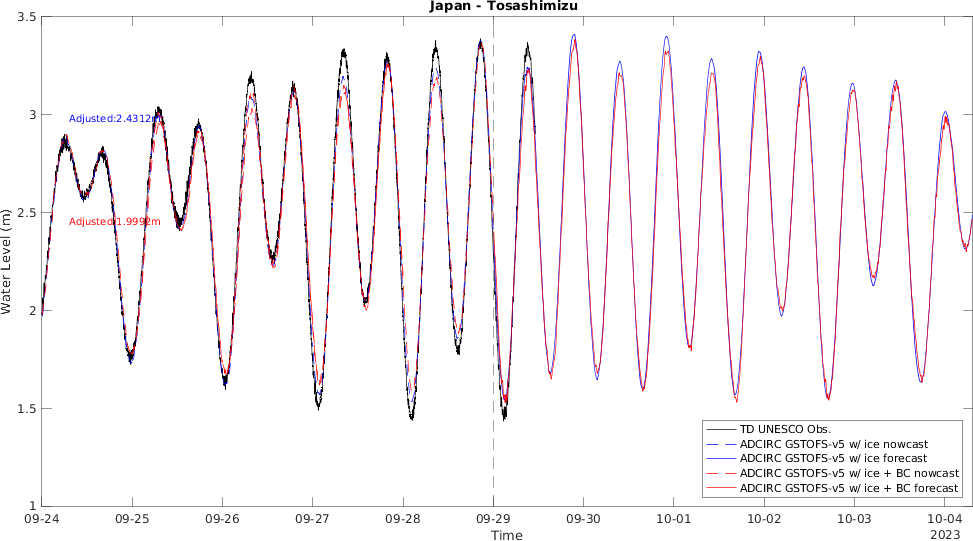 Japan - Tosashimizu
3.5
3
2.5
2
1.5
1
Water Level (m)
Adjusted:2.4312m
Adjusted:1.9992m
TD UNESCO Obs.
ADCIRC GSTOFS-v5 w/ ice nowcast
ADCIRC GSTOFS-v5 w/ ice forecast
ADCIRC GSTOFS-v5 w/ ice + BC nowcast
ADCIRC GSTOFS-v5 w/ ice + BC forecast
09-24 09-25 09-26 09-27 09-28 09-29 09-30 10-01 10-02 10-03 10-04
Time 2023